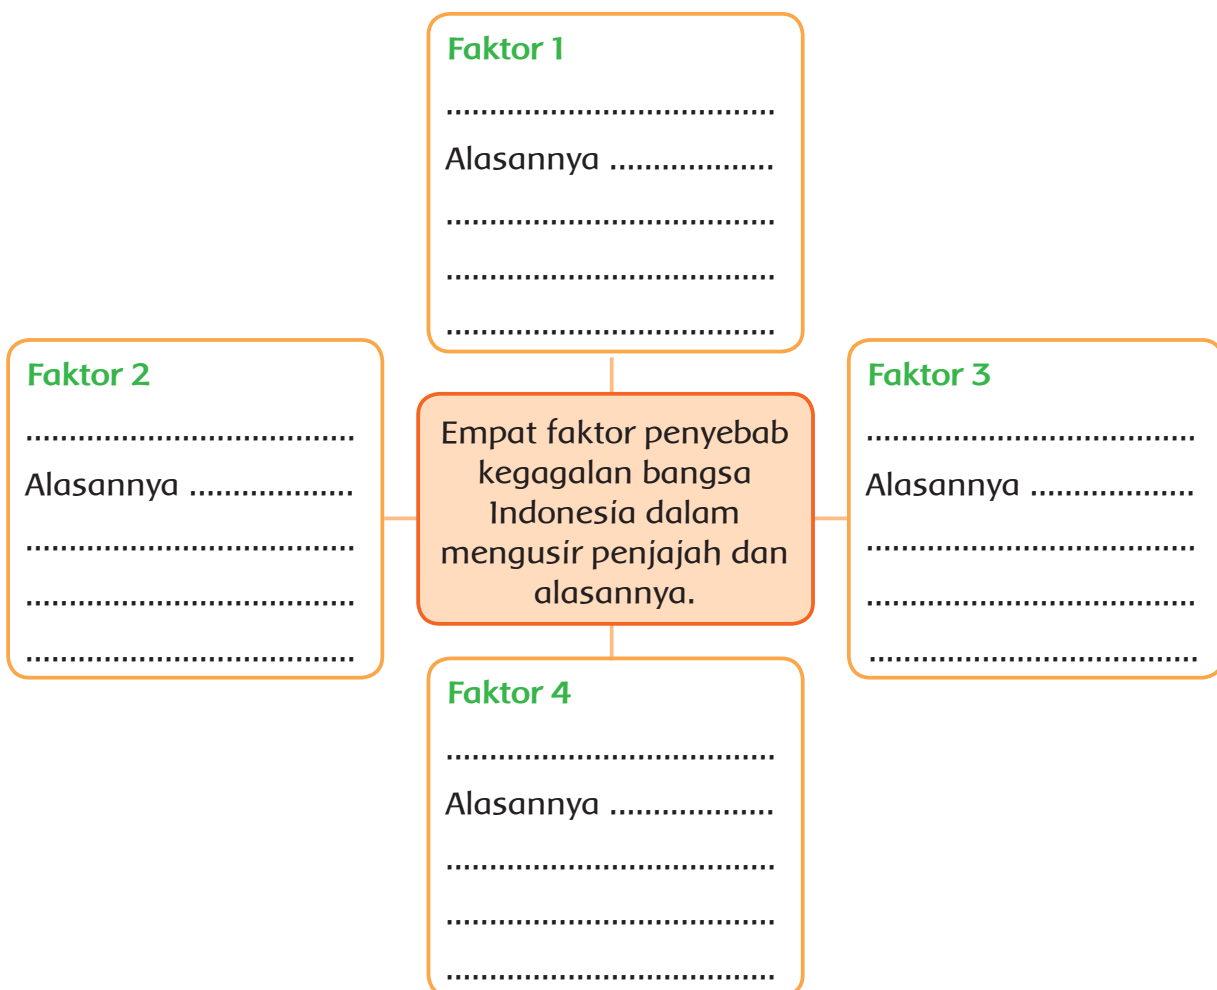 Faktor 1
......................................
Alasannya ...................
......................................
......................................
......................................
Faktor 2
......................................
Alasannya ...................
......................................
......................................
......................................
Empat faktor penyebab
kegagalan bangsa
Indonesia dalam
mengusir penjajah dan
alasannya.
Faktor 3
......................................
Alasannya ...................
......................................
......................................
......................................
Faktor 4
......................................
Alasannya ...................
......................................
......................................
......................................